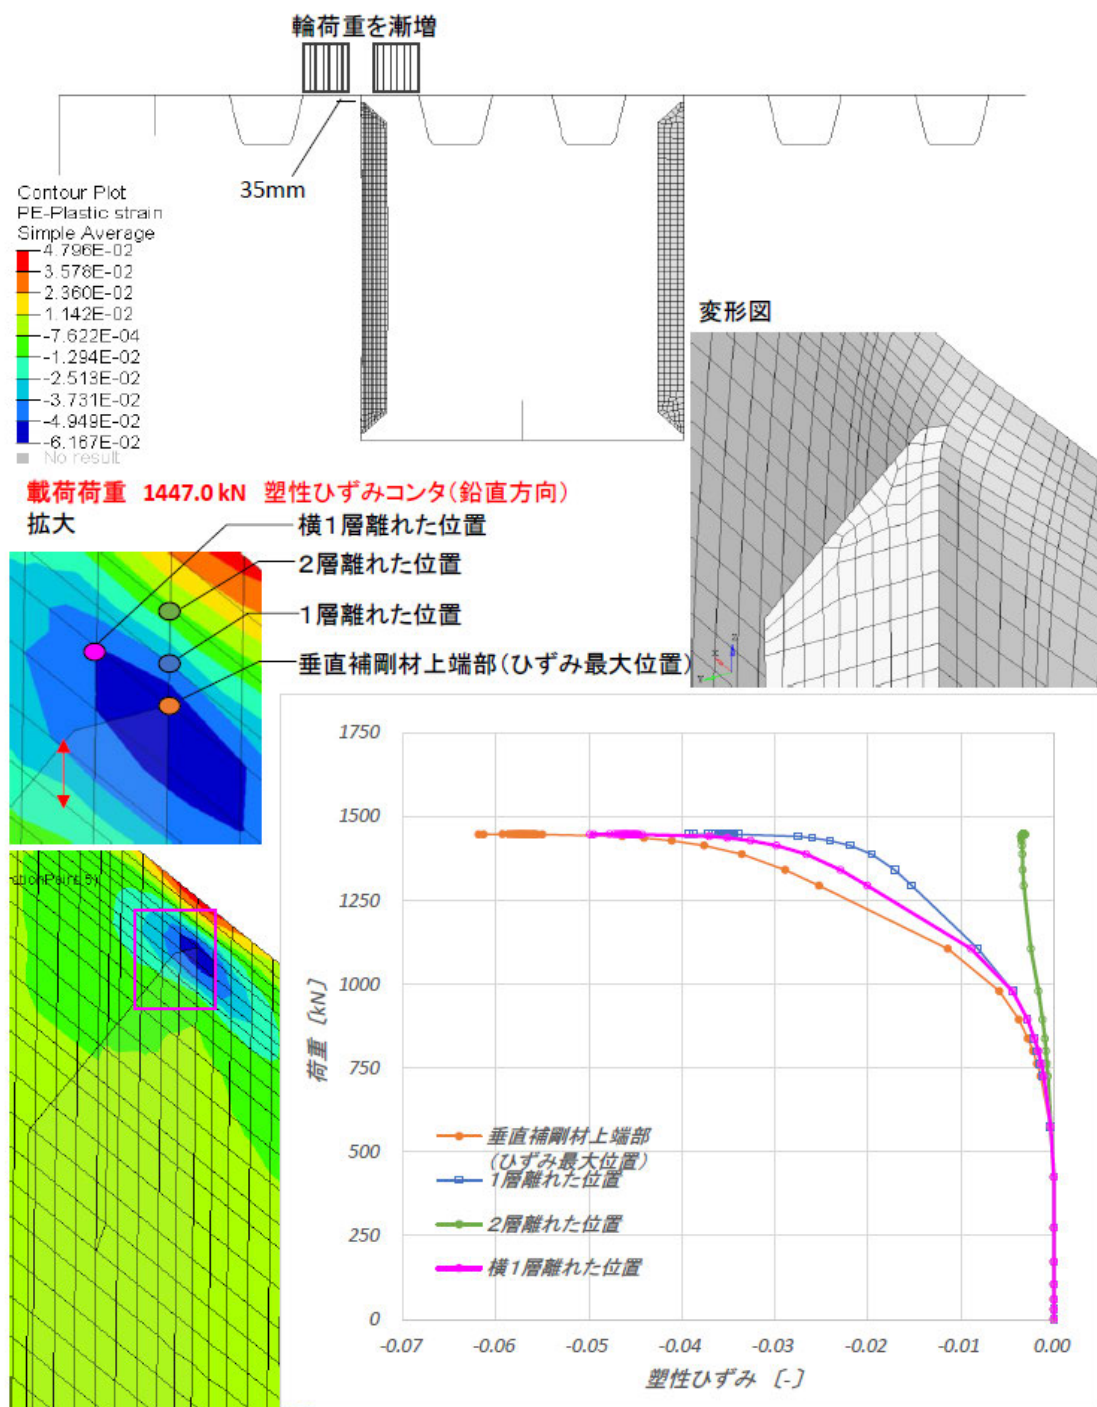 輪荷重を漸増
35mm
Contour Plot
PE-Plastic strain
Simple Average
4.796E-02
3.578E-02
2.360E-02
1.142E-02
-7.622E-04
-1.294E-02
-2.513E-02
-3.731E-02
-4.949E-02
-6.167E-02
No result
変形図
載荷荷重 1447.0 kN 塑性ひずみコンタ(鉛直方向)
拡大
横1層離れた位置
2層離れた位置
1層離れた位置
垂直補剛材上端部(ひずみ最大位置)
Z
X
Y
Point 5)
1750
1500
1250
1000
750
500
250
0
荷重 〔kN〕
垂直補剛材上端部
(ひずみ最大位置)
1層離れた位置
2層離れた位置
横1層離れた位置
-0.07
-0.06
-0.05
-0.04
-0.03
-0.02
-0.01
0.00
塑性ひずみ 〔-〕